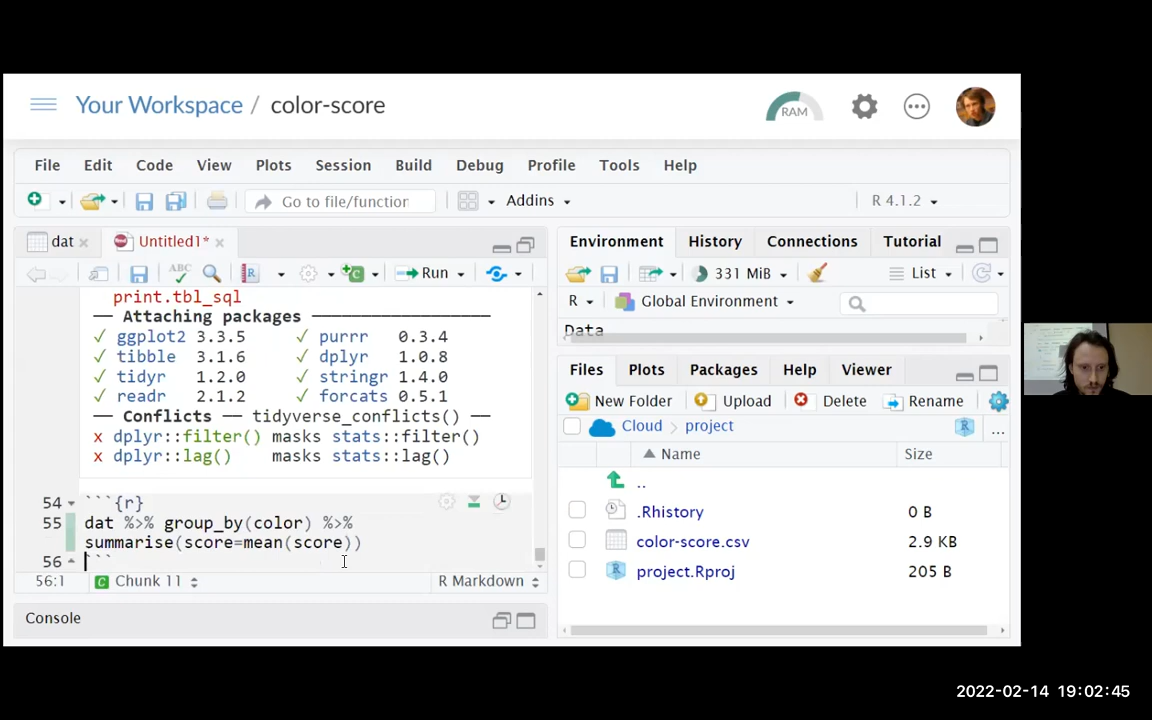 Your Workspace / color-score
RAM
File Edit Code View Plots Session Build Debug Profile Tools Help
Go to file/function Addins R 4.1.2
dat Untitled1*
Environment History Connections Tutorial
ABC Run
331 MiB List
R Global Environment
Data
print.tbl_sql
── Attaching packages ──────────────────
✓ ggplot2 3.3.5 ✓ purrr 0.3.4
✓ tibble 3.1.6 ✓ dplyr 1.0.8
✓ tidyr 1.2.0 ✓ stringr 1.4.0
✓ readr 2.1.2 ✓ forcats 0.5.1
── Conflicts ── tidyverse_conflicts() ──
x dplyr::filter() masks stats::filter()
x dplyr::lag() masks stats::lag()
54 ```{r}
55 dat %>% group_by(color) %>%
summarise(score=mean(score))
56 ```
56:1 C Chunk 11 R Markdown
Console
Files Plots Packages Help Viewer
New Folder Upload Delete Rename
Cloud project R ...
Name Size
..
.Rhistory 0 B
color-score.csv 2.9 KB
project.Rproj 205 B
2022-02-14 19:02:45